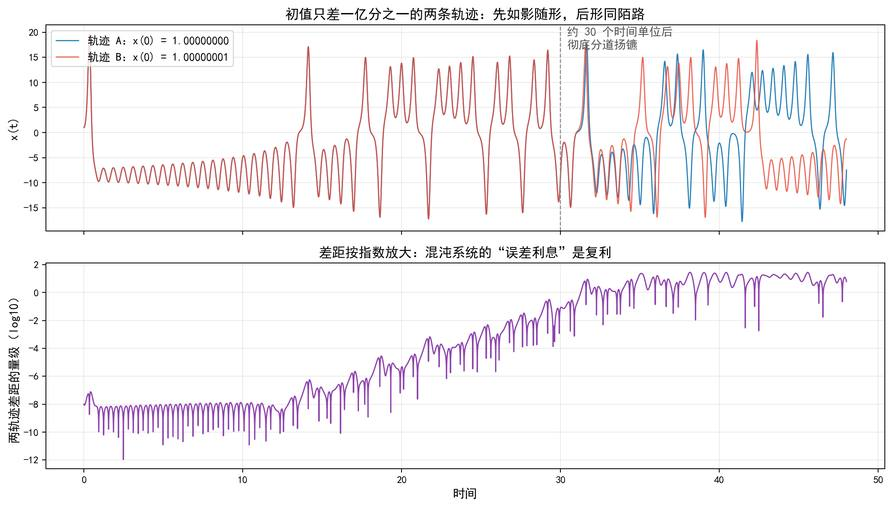 初值只差一亿分之一的两条轨迹：先如影随形，后形同陌路
轨迹 A：x(0) = 1.00000000
轨迹 B：x(0) = 1.00000001
约 30 个时间单位后
彻底分道扬镳
x(t)
20
15
10
5
0
−5
−10
−15
差距按指数放大：混沌系统的“误差利息”是复利
两轨迹差距的量级 (log10)
2
0
−2
−4
−6
−8
−10
−12
0
10
20
30
40
50
时间